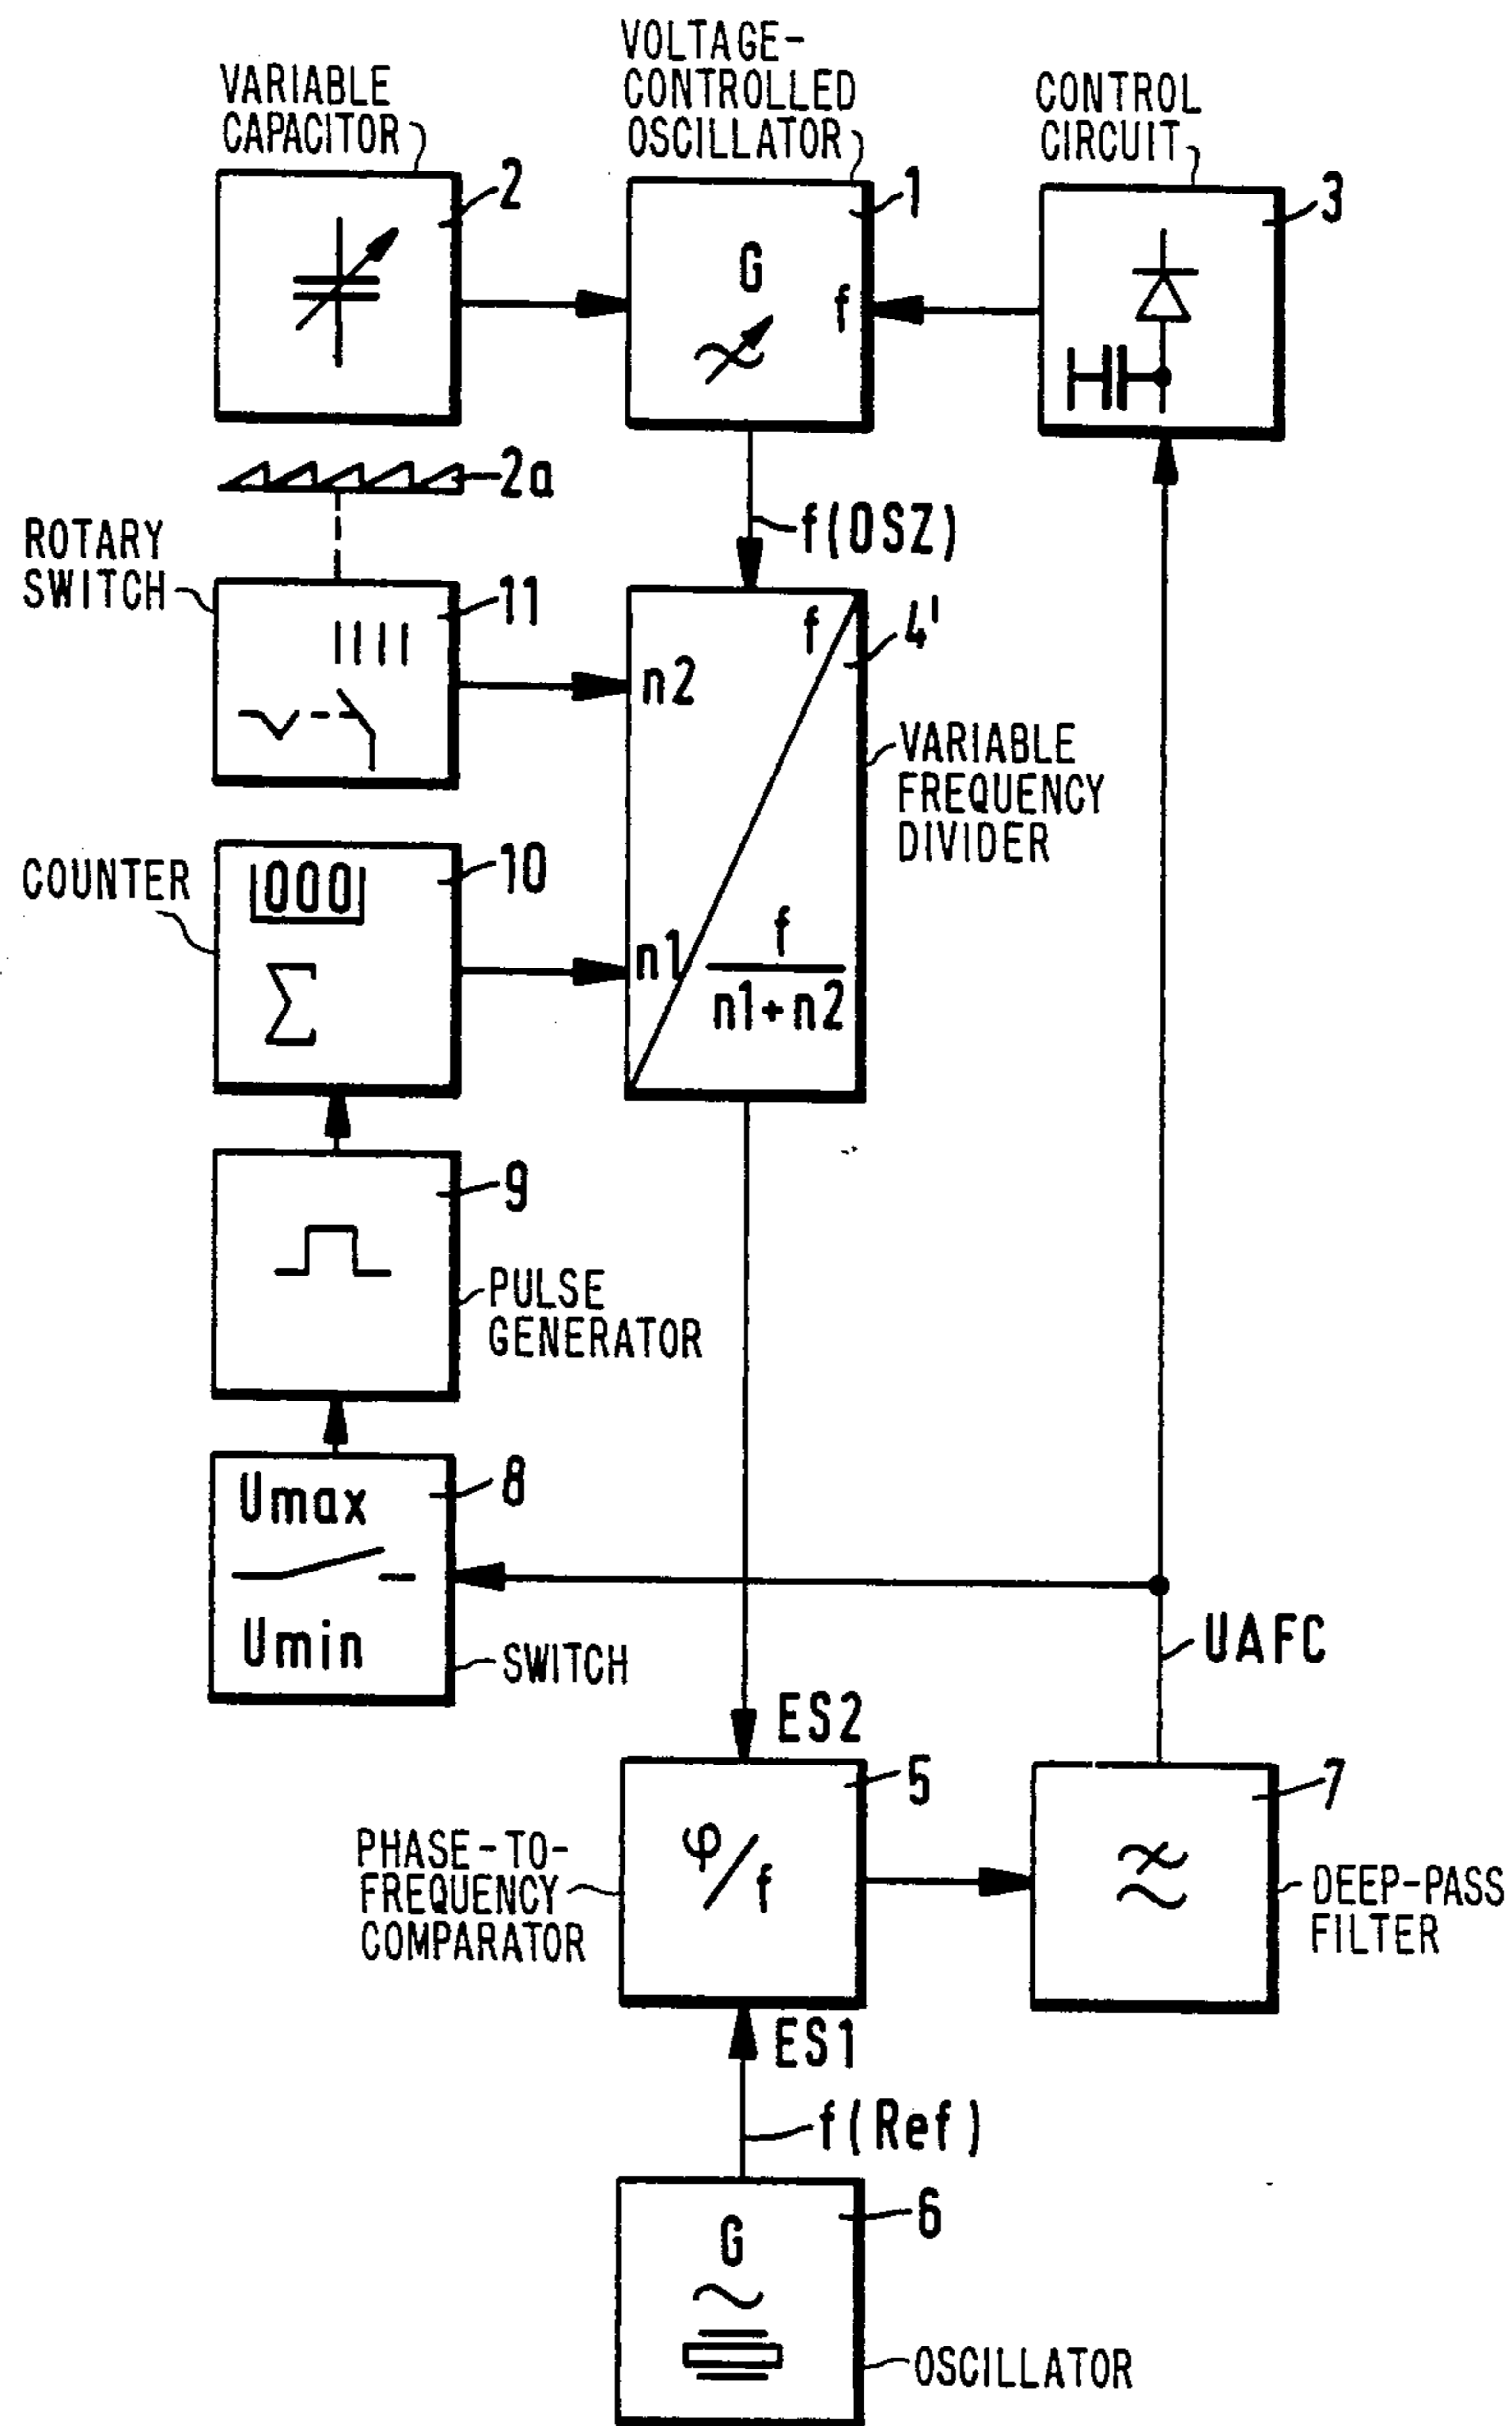 VARIABLE
CAPACITOR
2
VOLTAGE-
CONTROLLED
OSCILLATOR
1
G
f
CONTROL
CIRCUIT
3
2a
f(OSZ)
ROTARY
SWITCH
11
n2
f
4'
VARIABLE
FREQUENCY
DIVIDER
COUNTER
000
10
Σ
n1
f
n1+n2
9
PULSE
GENERATOR
Umax
8
Umin
SWITCH
UAFC
ES2
5
φ/f
PHASE-TO-
FREQUENCY
COMPARATOR
7
DEEP-PASS
FILTER
ES1
f(Ref)
6
G
OSCILLATOR